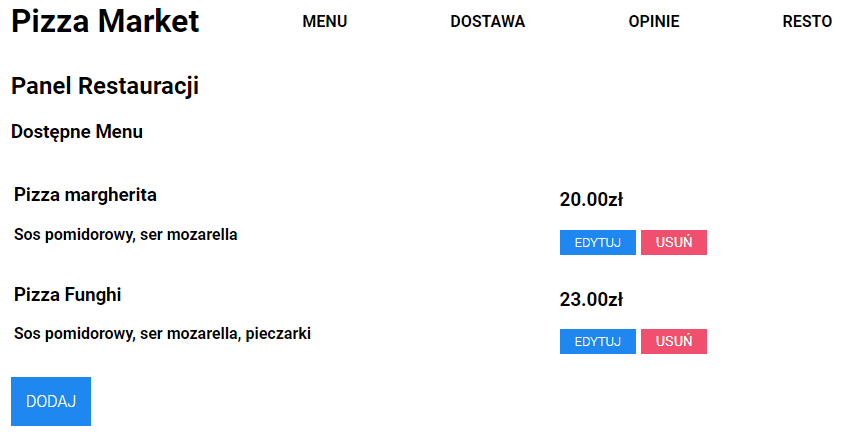 Pizza Market MENU DOSTAWA OPINIE RESTO
Panel Restauracji
Dostępne Menu
Pizza margherita 20.00zł
Sos pomidorowy, ser mozarella EDYTUJ USUŃ
Pizza Funghi 23.00zł
Sos pomidorowy, ser mozarella, pieczarki EDYTUJ USUŃ
DODAJ